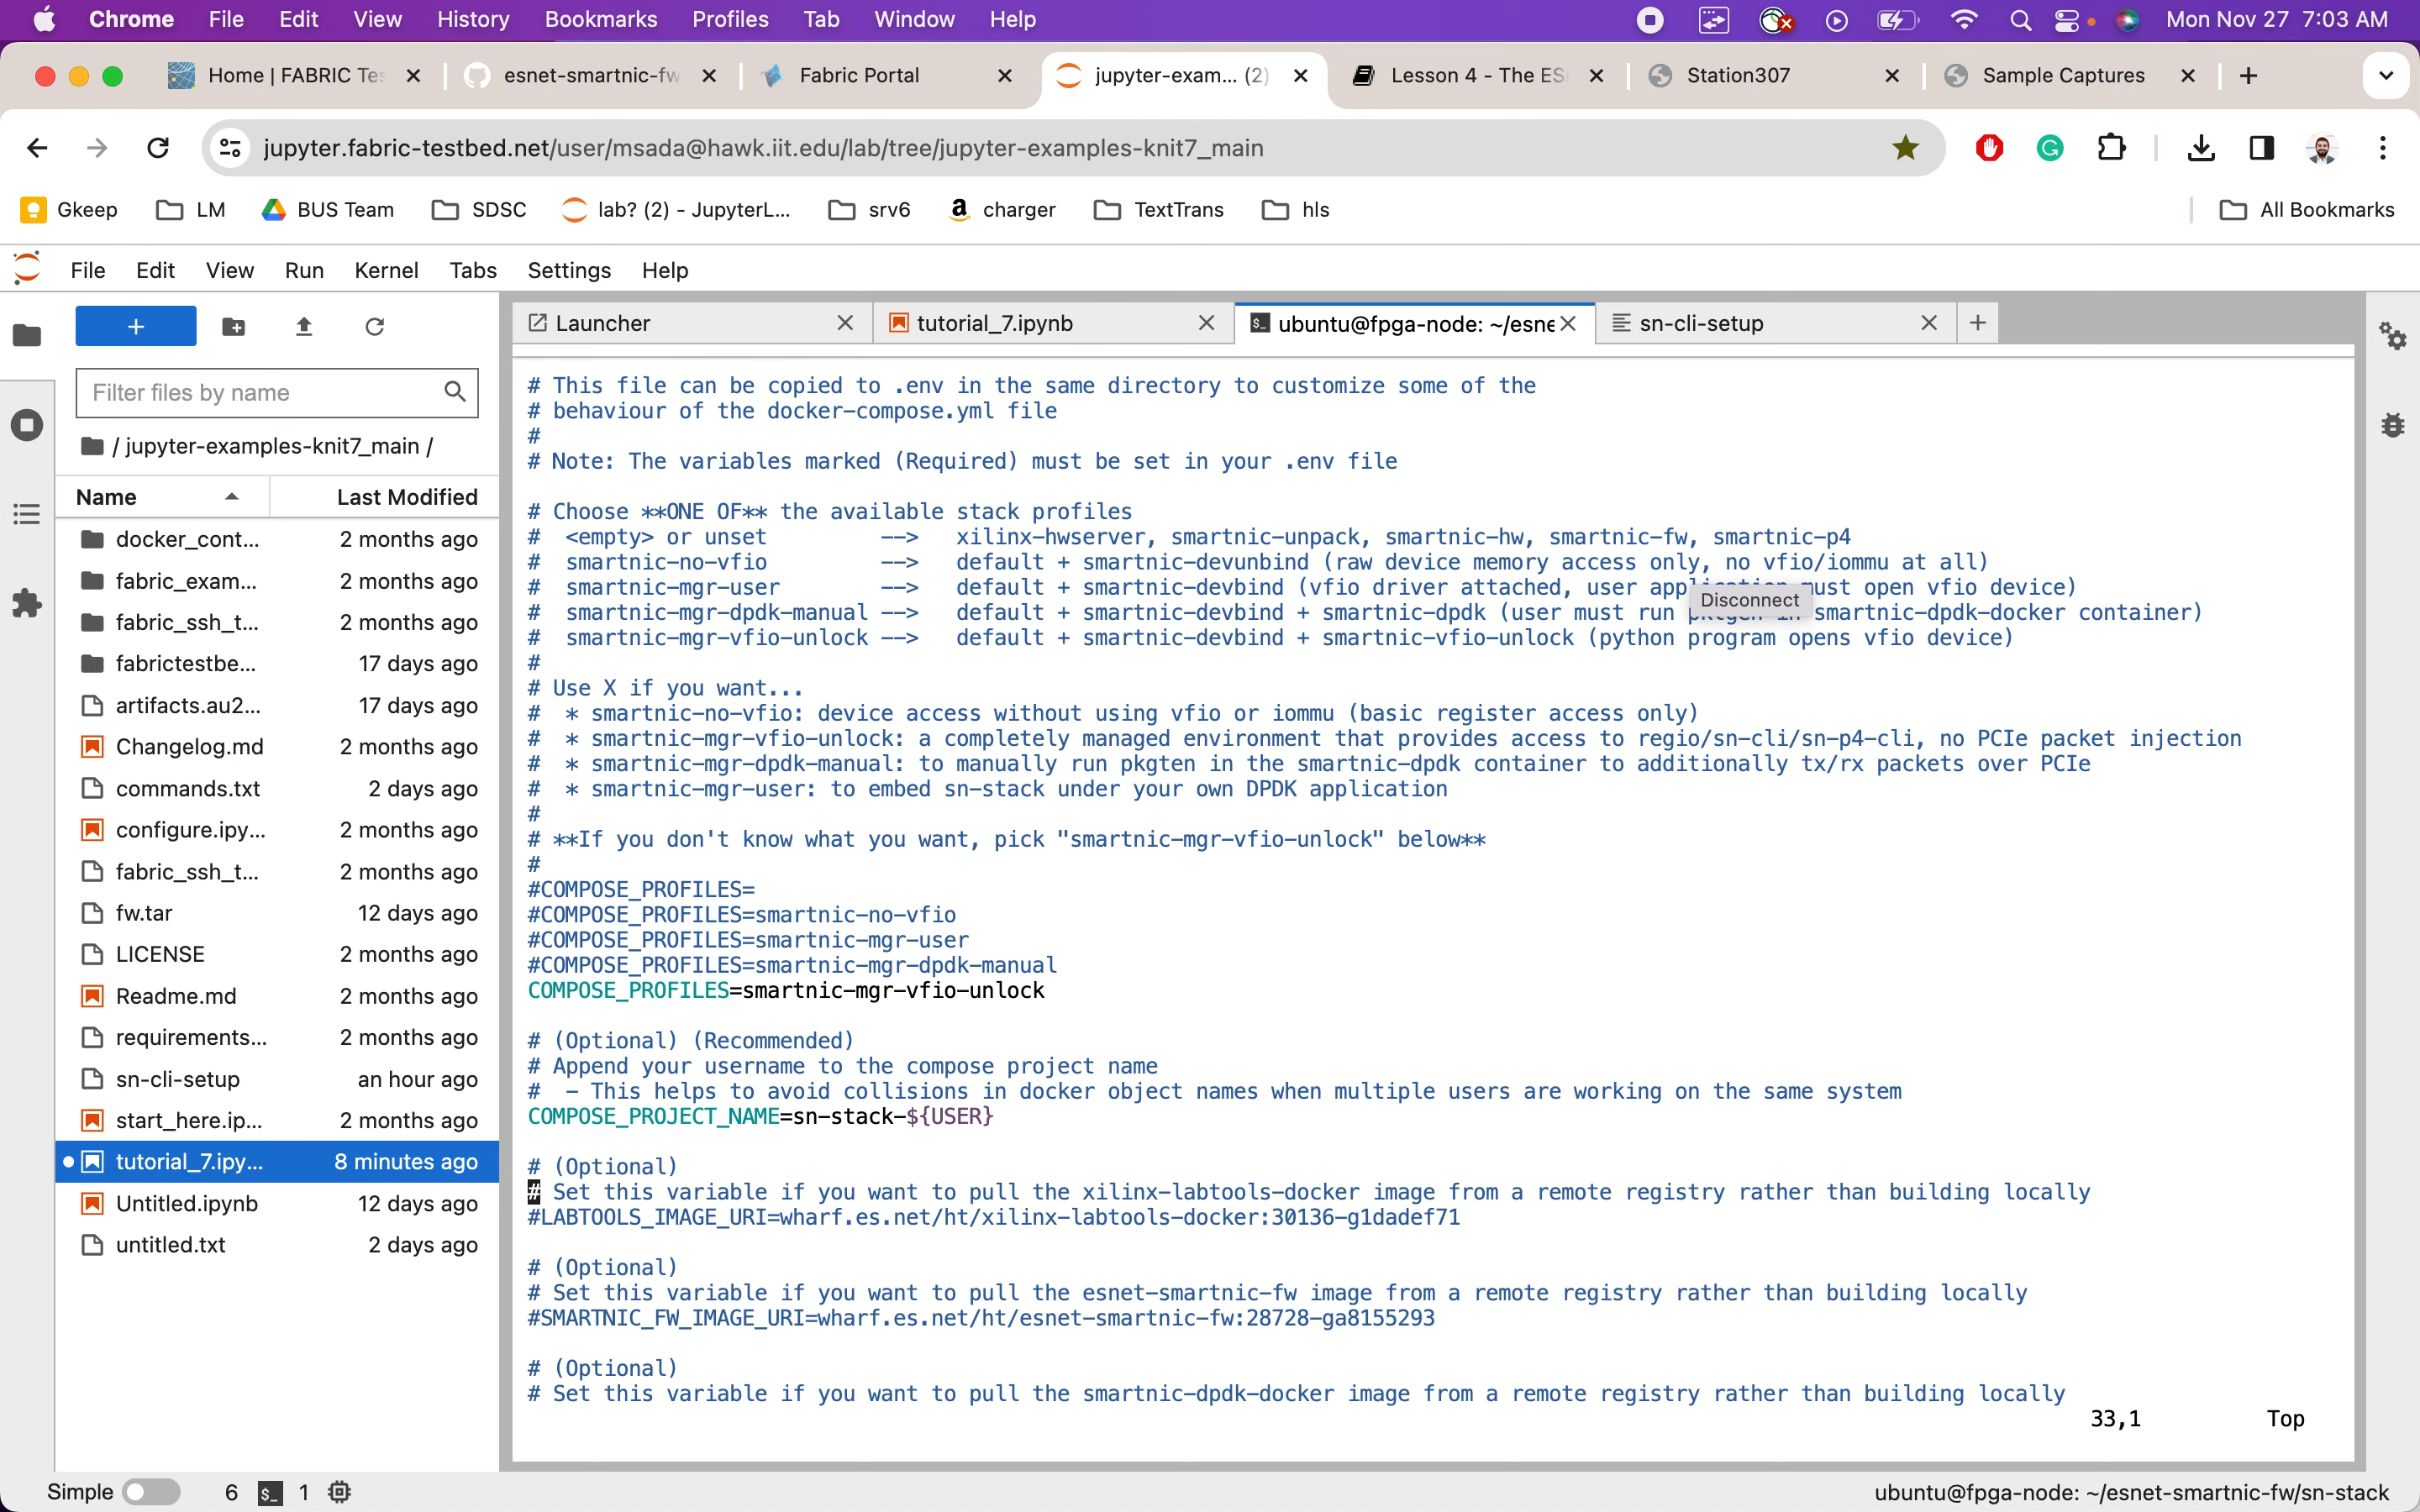 Chrome File Edit View History Bookmarks Profiles Tab Window Help Mon Nov 27 7:03 AM
Home | FABRIC Tes esnet-smartnic-fw Fabric Portal jupyter-exam... (2) Lesson 4 - The ES Station307 Sample Captures
jupyter.fabric-testbed.net/user/msada@hawk.iit.edu/lab/tree/jupyter-examples-knit7_main
Gkeep LM BUS Team SDSC lab? (2) - JupyterL... srv6 charger TextTrans hls All Bookmarks
File Edit View Run Kernel Tabs Settings Help
Launcher tutorial_7.ipynb ubuntu@fpga-node: ~/esne sn-cli-setup
Filter files by name
/ jupyter-examples-knit7_main /
Name Last Modified
docker_cont... 2 months ago
fabric_exam... 2 months ago
fabric_ssh_t... 2 months ago
fabrictestbe... 17 days ago
artifacts.au2... 17 days ago
Changelog.md 2 months ago
commands.txt 2 days ago
configure.ipy... 2 months ago
fabric_ssh_t... 2 months ago
fw.tar 12 days ago
LICENSE 2 months ago
Readme.md 2 months ago
requirements... 2 months ago
sn-cli-setup an hour ago
start_here.ip... 2 months ago
tutorial_7.ipy... 8 minutes ago
Untitled.ipynb 12 days ago
untitled.txt 2 days ago
# This file can be copied to .env in the same directory to customize some of the
# behaviour of the docker-compose.yml file
#
# Note: The variables marked (Required) must be set in your .env file
# Choose **ONE OF** the available stack profiles
# <empty> or unset --> xilinx-hwserver, smartnic-unpack, smartnic-hw, smartnic-fw, smartnic-p4
# smartnic-no-vfio --> default + smartnic-devunbind (raw device memory access only, no vfio/iommu at all)
# smartnic-mgr-user --> default + smartnic-devbind (vfio driver attached, user application must open vfio device)
Disconnect
# smartnic-mgr-dpdk-manual --> default + smartnic-devbind + smartnic-dpdk (user must run pktgen in smartnic-dpdk-docker container)
# smartnic-mgr-vfio-unlock --> default + smartnic-devbind + smartnic-vfio-unlock (python program opens vfio device)
#
# Use X if you want...
# * smartnic-no-vfio: device access without using vfio or iommu (basic register access only)
# * smartnic-mgr-vfio-unlock: a completely managed environment that provides access to regio/sn-cli/sn-p4-cli, no PCIe packet injection
# * smartnic-mgr-dpdk-manual: to manually run pkgten in the smartnic-dpdk container to additionally tx/rx packets over PCIe
# * smartnic-mgr-user: to embed sn-stack under your own DPDK application
#
# **If you don't know what you want, pick "smartnic-mgr-vfio-unlock" below**
#
#COMPOSE_PROFILES=
#COMPOSE_PROFILES=smartnic-no-vfio
#COMPOSE_PROFILES=smartnic-mgr-user
#COMPOSE_PROFILES=smartnic-mgr-dpdk-manual
COMPOSE_PROFILES=smartnic-mgr-vfio-unlock
# (Optional) (Recommended)
# Append your username to the compose project name
# - This helps to avoid collisions in docker object names when multiple users are working on the same system
COMPOSE_PROJECT_NAME=sn-stack-${USER}
# (Optional)
# Set this variable if you want to pull the xilinx-labtools-docker image from a remote registry rather than building locally
#LABTOOLS_IMAGE_URI=wharf.es.net/ht/xilinx-labtools-docker:30136-g1dadef71
# (Optional)
# Set this variable if you want to pull the esnet-smartnic-fw image from a remote registry rather than building locally
#SMARTNIC_FW_IMAGE_URI=wharf.es.net/ht/esnet-smartnic-fw:28728-ga8155293
# (Optional)
# Set this variable if you want to pull the smartnic-dpdk-docker image from a remote registry rather than building locally
33,1 Top
Simple 6 1 ubuntu@fpga-node: ~/esnet-smartnic-fw/sn-stack